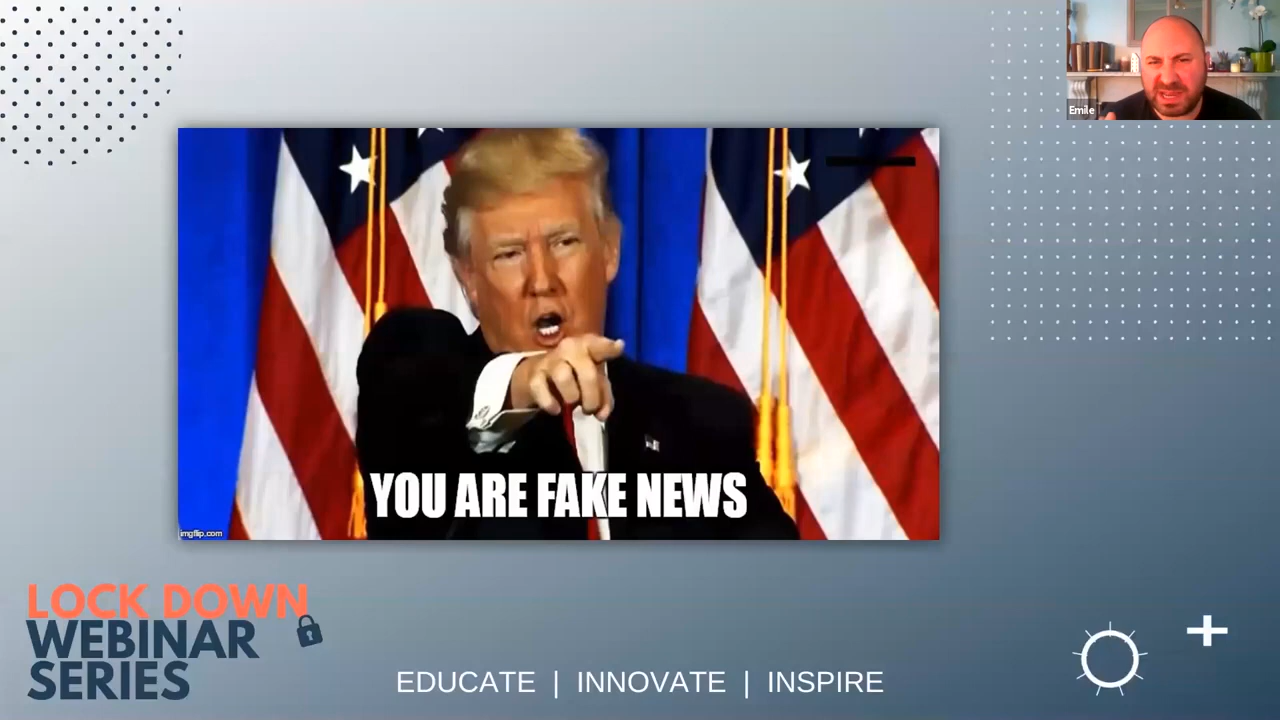 Emile
YOU ARE FAKE NEWS
imgflip.com
LOCK DOWN
WEBINAR
SERIES
EDUCATE | INNOVATE | INSPIRE